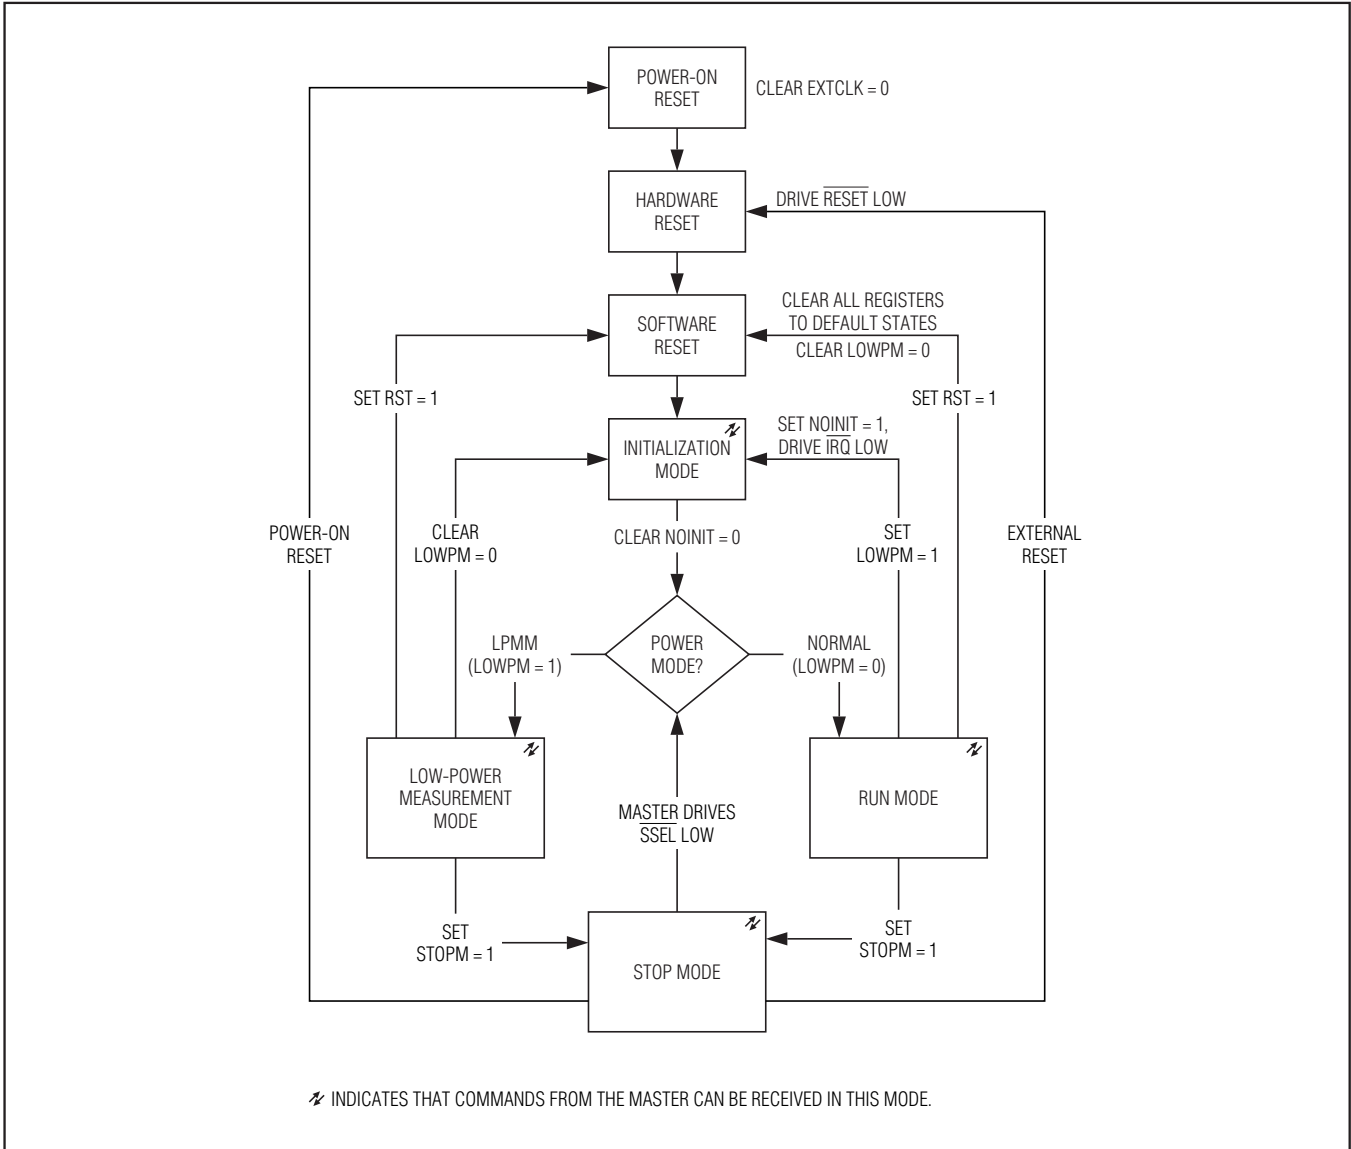 POWER-ON
RESET
CLEAR EXTCLK = 0
HARDWARE
RESET
DRIVE RESET LOW
SOFTWARE
RESET
CLEAR ALL REGISTERS
TO DEFAULT STATES
CLEAR LOWPM = 0
SET RST = 1
SET RST = 1
INITIALIZATION
MODE
SET NOINIT = 1,
DRIVE IRQ LOW
POWER-ON
RESET
CLEAR
LOWPM = 0
CLEAR NOINIT = 0
SET
LOWPM = 1
EXTERNAL
RESET
LPMM
(LOWPM = 1)
POWER
MODE?
NORMAL
(LOWPM = 0)
LOW-POWER
MEASUREMENT
MODE
MASTER DRIVES
SSEL LOW
RUN MODE
SET
STOPM = 1
STOP MODE
SET
STOPM = 1
INDICATES THAT COMMANDS FROM THE MASTER CAN BE RECEIVED IN THIS MODE.